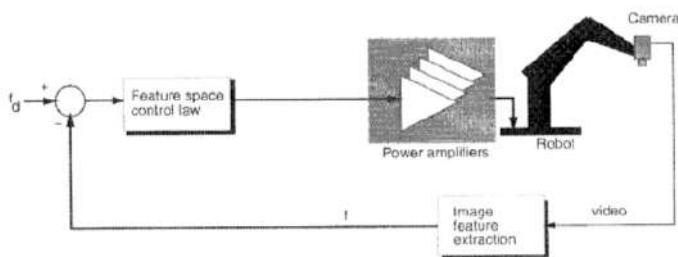 Camera
+
f
d
Feature space
control law
–
Power amplifiers
Robot
f
Image
feature
extraction
video